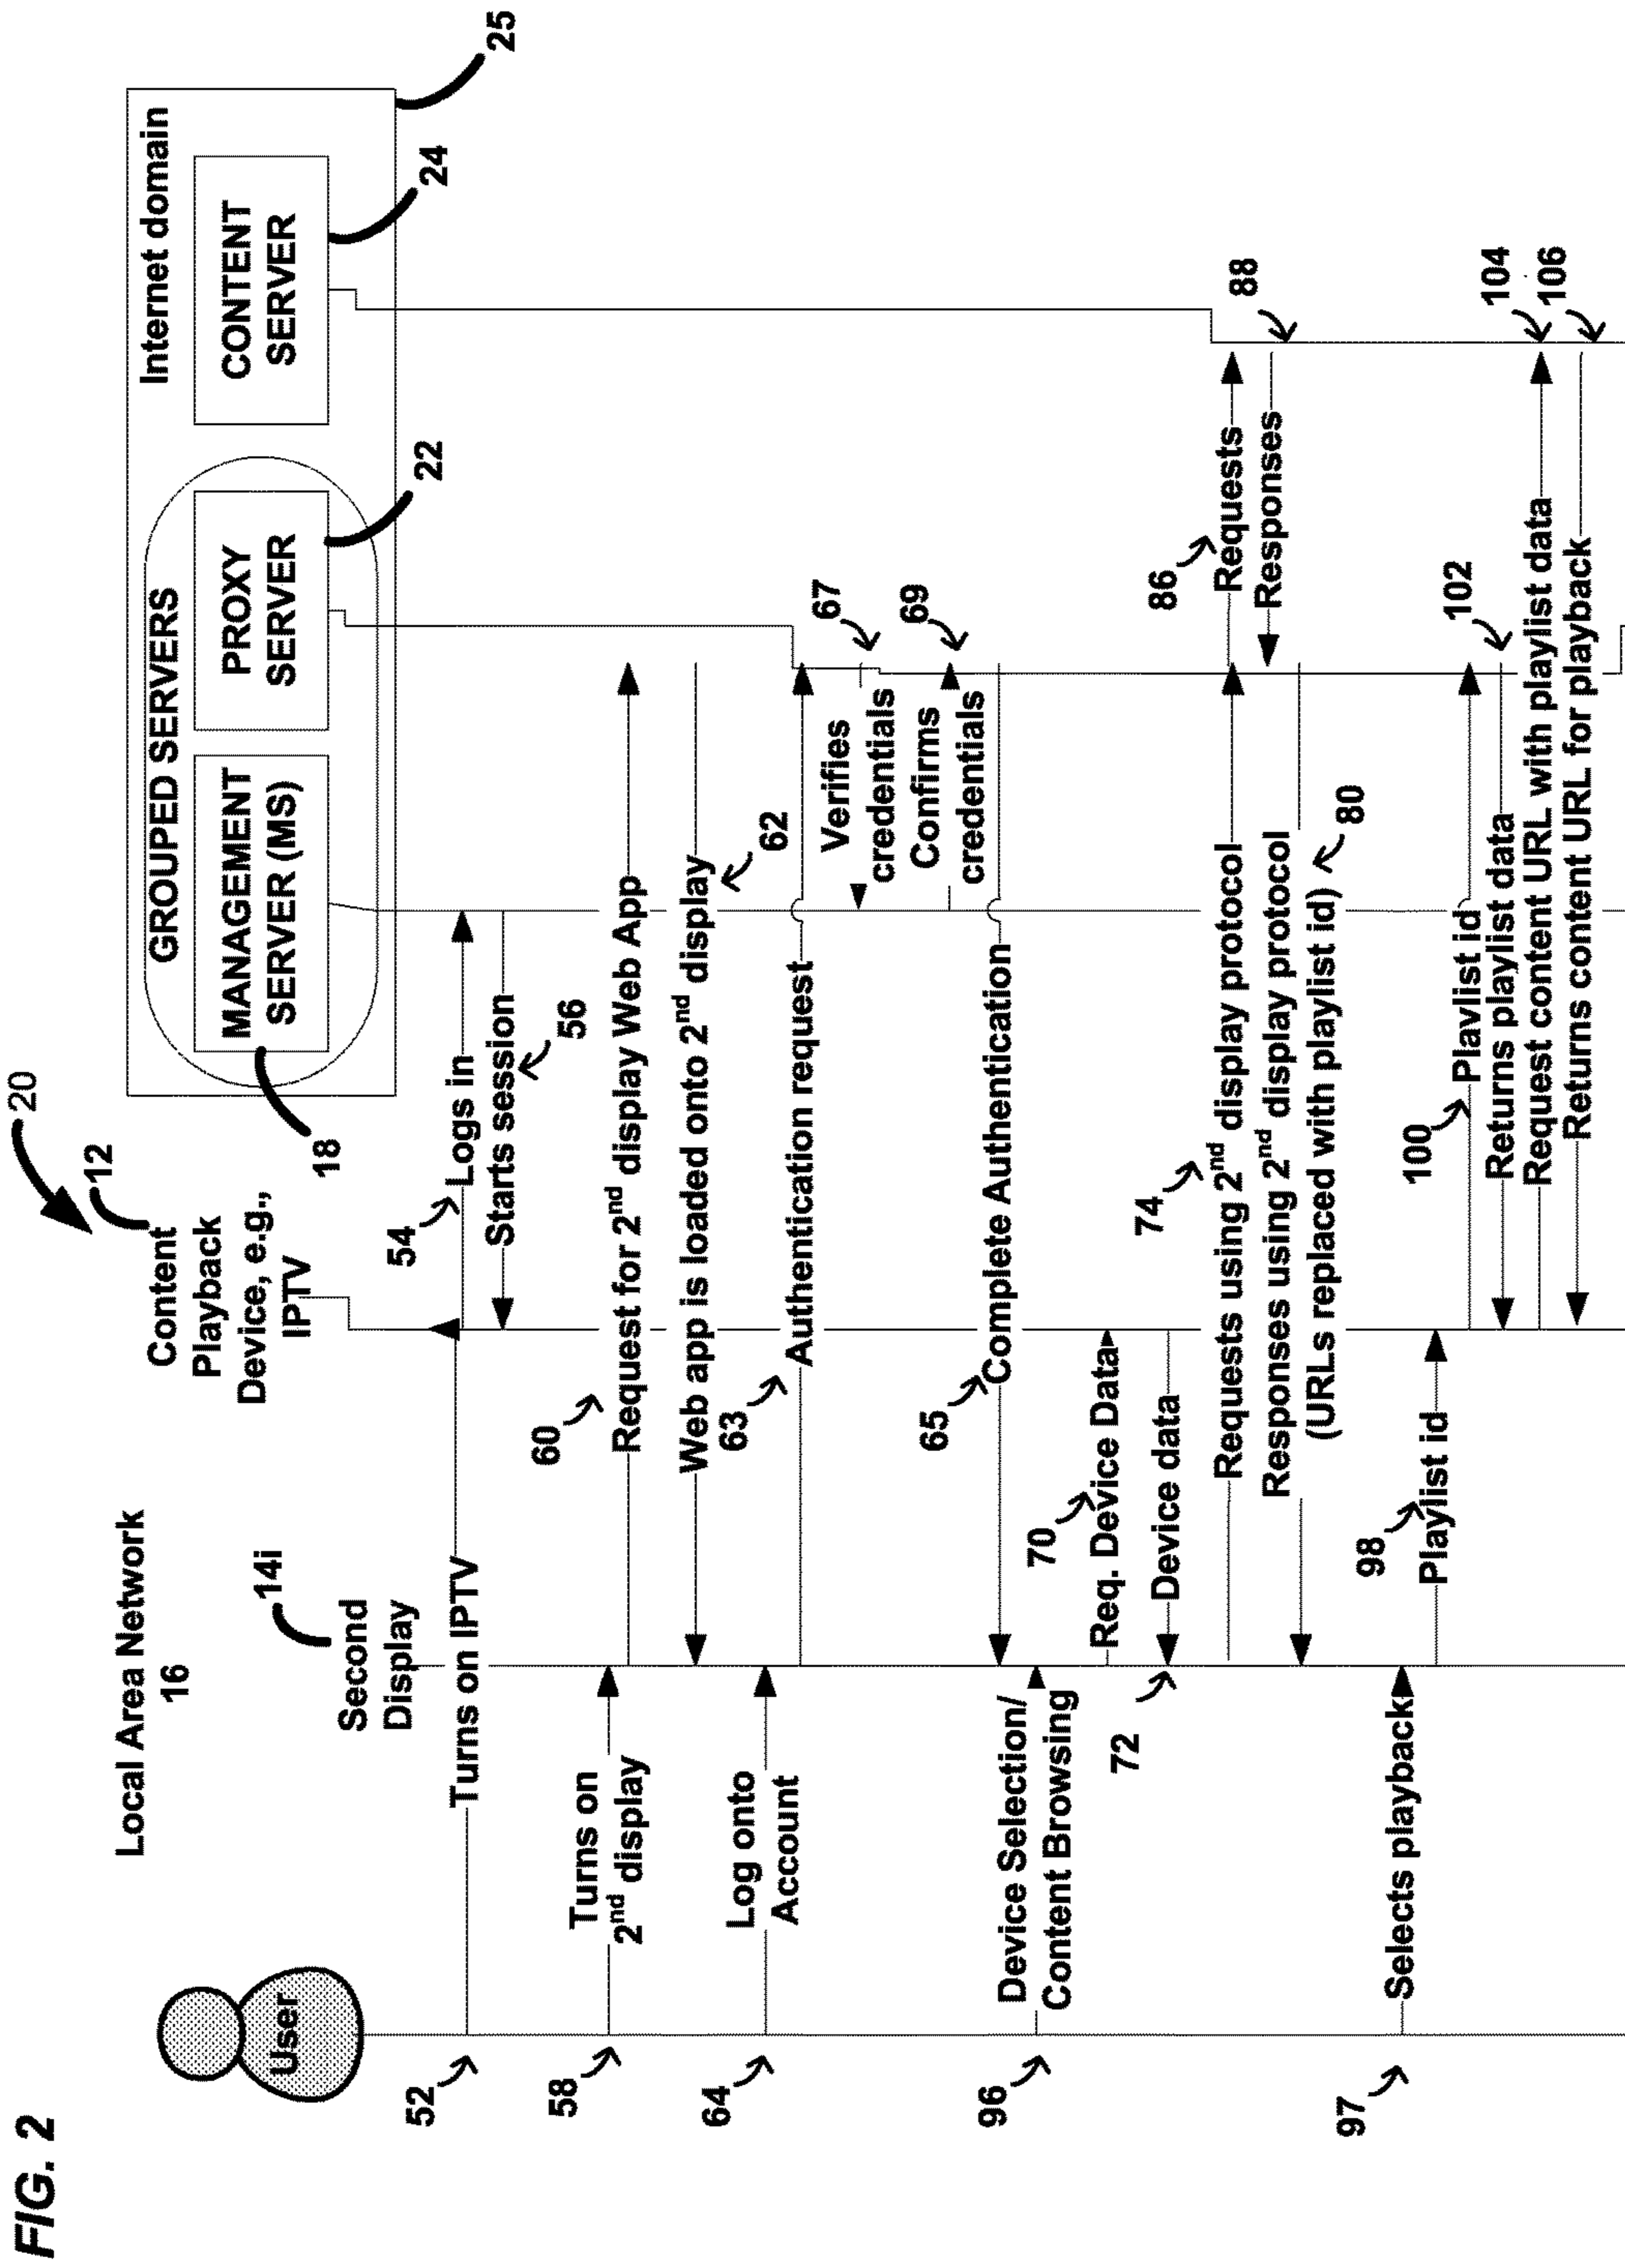 FIG. 2
20
Local Area Network
16
User
Second
Display
14i
Content
Playback
Device, e.g.,
IPTV
12
Internet domain
25
GROUPED SERVERS
MANAGEMENT
SERVER (MS)
18
PROXY
SERVER
22
CONTENT
SERVER
24
52
Turns on IPTV
54
Logs in
Starts session
56
58
Turns on
2nd display
60
Request for 2nd display Web App
Web app is loaded onto 2nd display
62
64
Log onto
Account
63
Authentication request
Verifies
credentials
67
Confirms
credentials
69
65
Complete Authentication
96
Device Selection/
Content Browsing
70
Req. Device Data
Device data
72
74
Requests using 2nd display protocol
86
Requests
Responses
88
Responses using 2nd display protocol
(URLs replaced with playlist id)
80
97
Selects playback
98
Playlist id
100
Plavlist id
102
Returns playlist data
Request content URL with playlist data
104
Returns content URL for playback
106